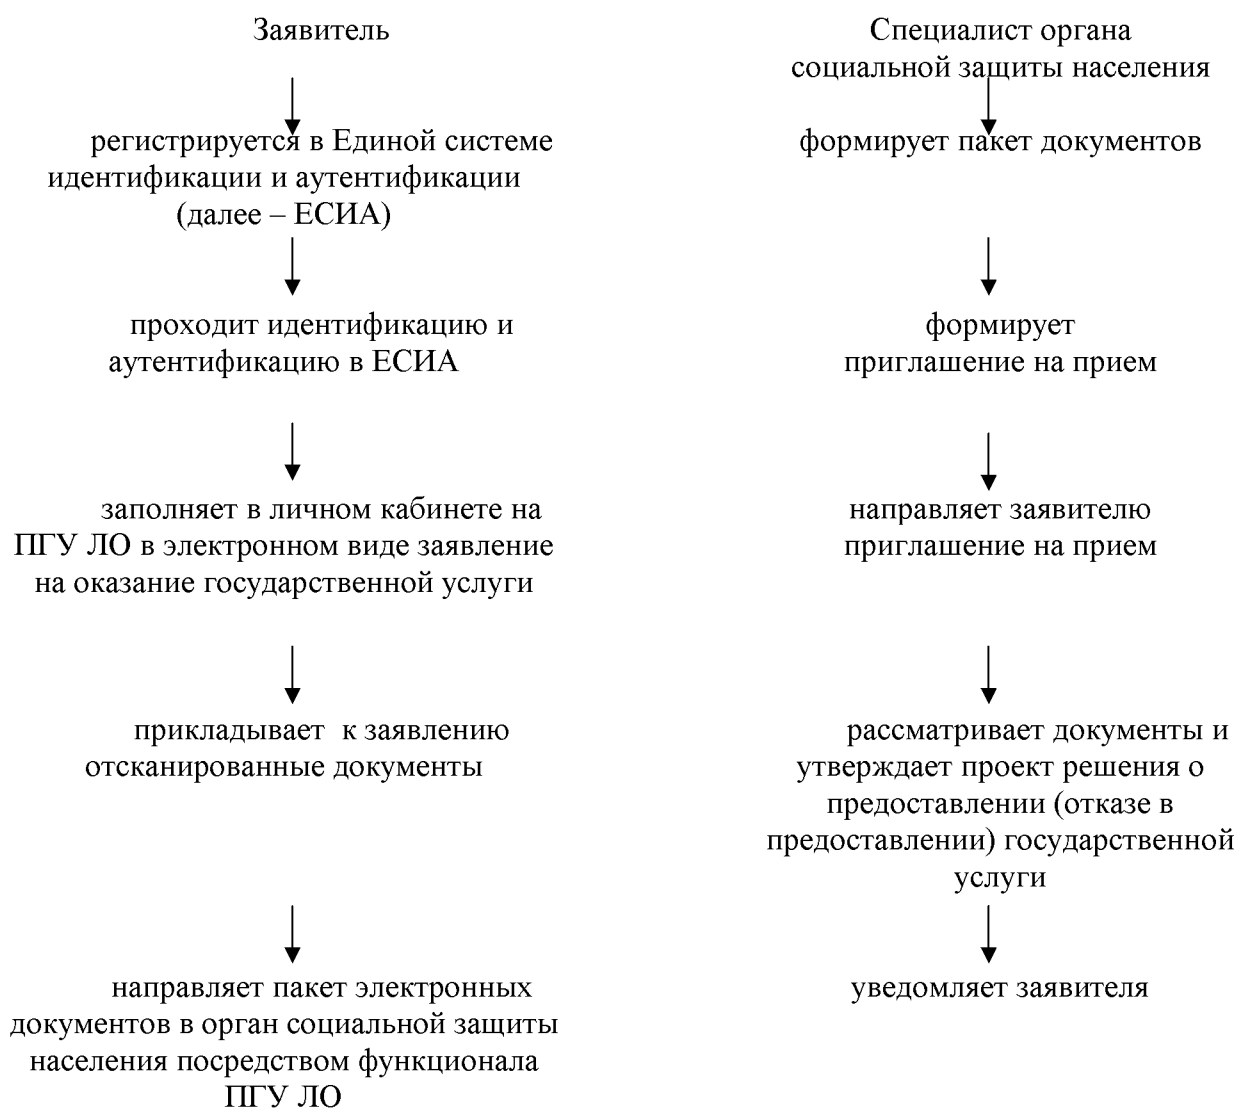 Заявитель
регистрируется в Единой системе
идентификации и аутентификации
(далее – ЕСИА)
проходит идентификацию и
аутентификацию в ЕСИА
заполняет в личном кабинете на
ПГУ ЛО в электронном виде заявление
на оказание государственной услуги
прикладывает к заявлению
отсканированные документы
направляет пакет электронных
документов в орган социальной защиты
населения посредством функционала
ПГУ ЛО
Специалист органа
социальной защиты населения
формирует пакет документов
формирует
приглашение на прием
направляет заявителю
приглашение на прием
рассматривает документы и
утверждает проект решения о
предоставлении (отказе в
предоставлении) государственной
услуги
уведомляет заявителя